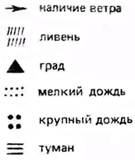 наличие ветра
ливень
град
мелкий дождь
крупный дождь
туман